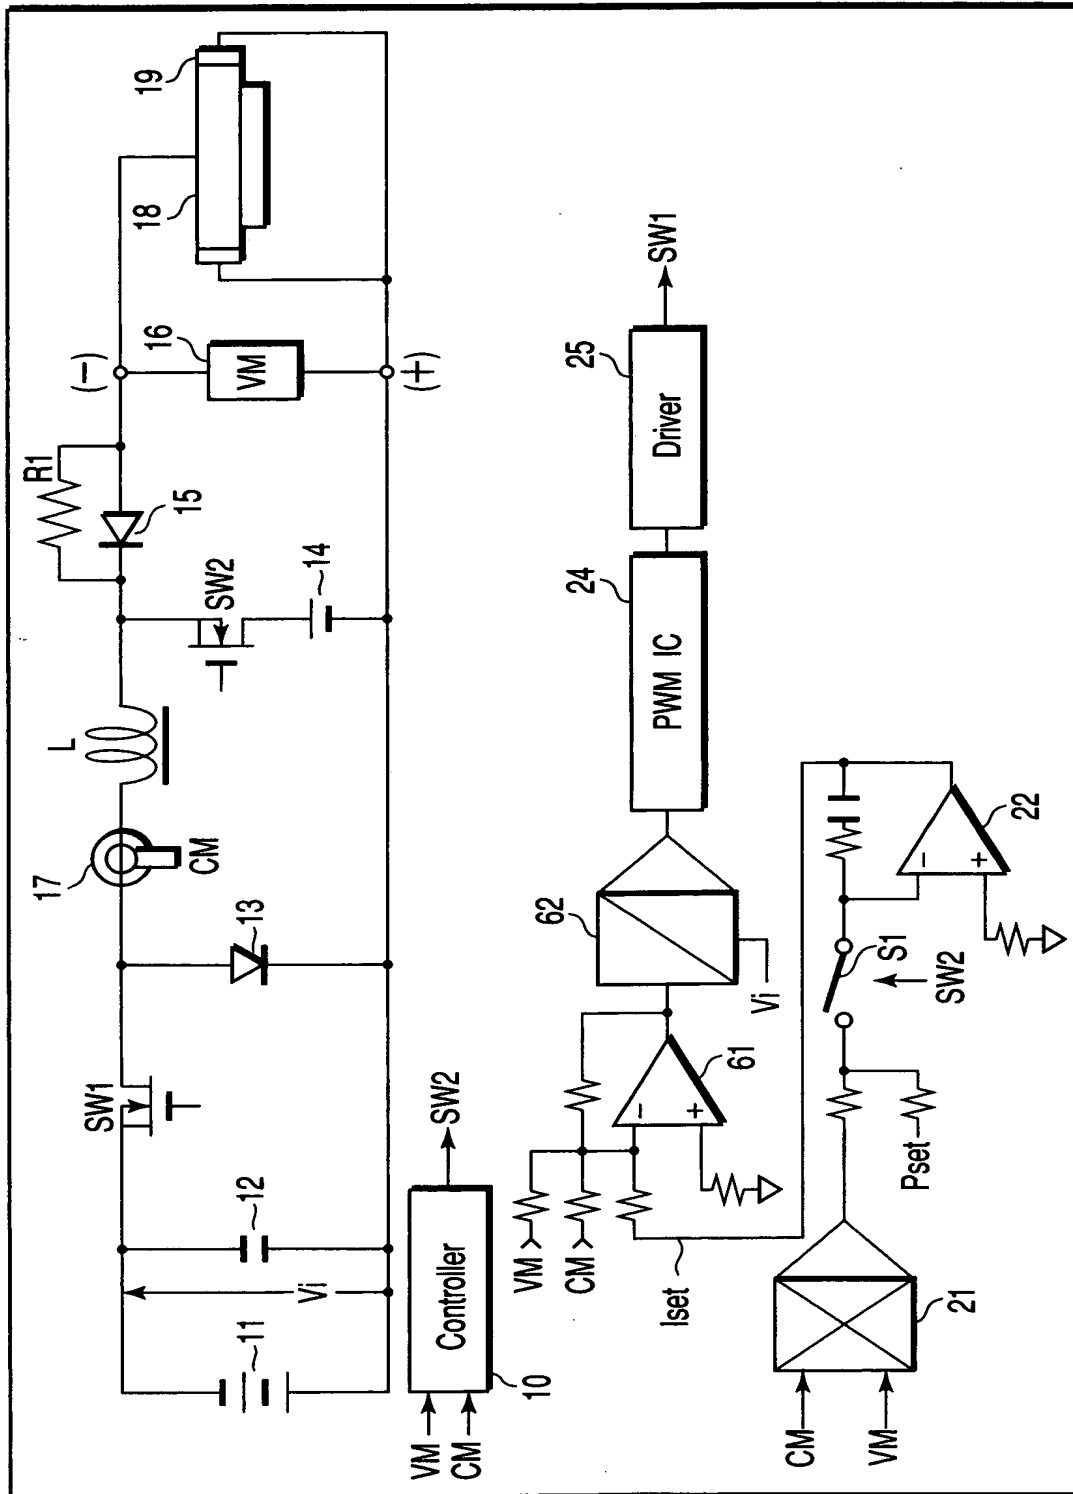 (−)
(+)
19
18
16
VM
R1
15
SW2
14
L
17
CM
13
SW1
12
Vi
11
Controller
SW2
10
VM
CM
SW1
25
Driver
24
PWM IC
62
Vi
61
−
+
VM
CM
Iset
22
−
+
S1
SW2
Pset
21
CM
VM